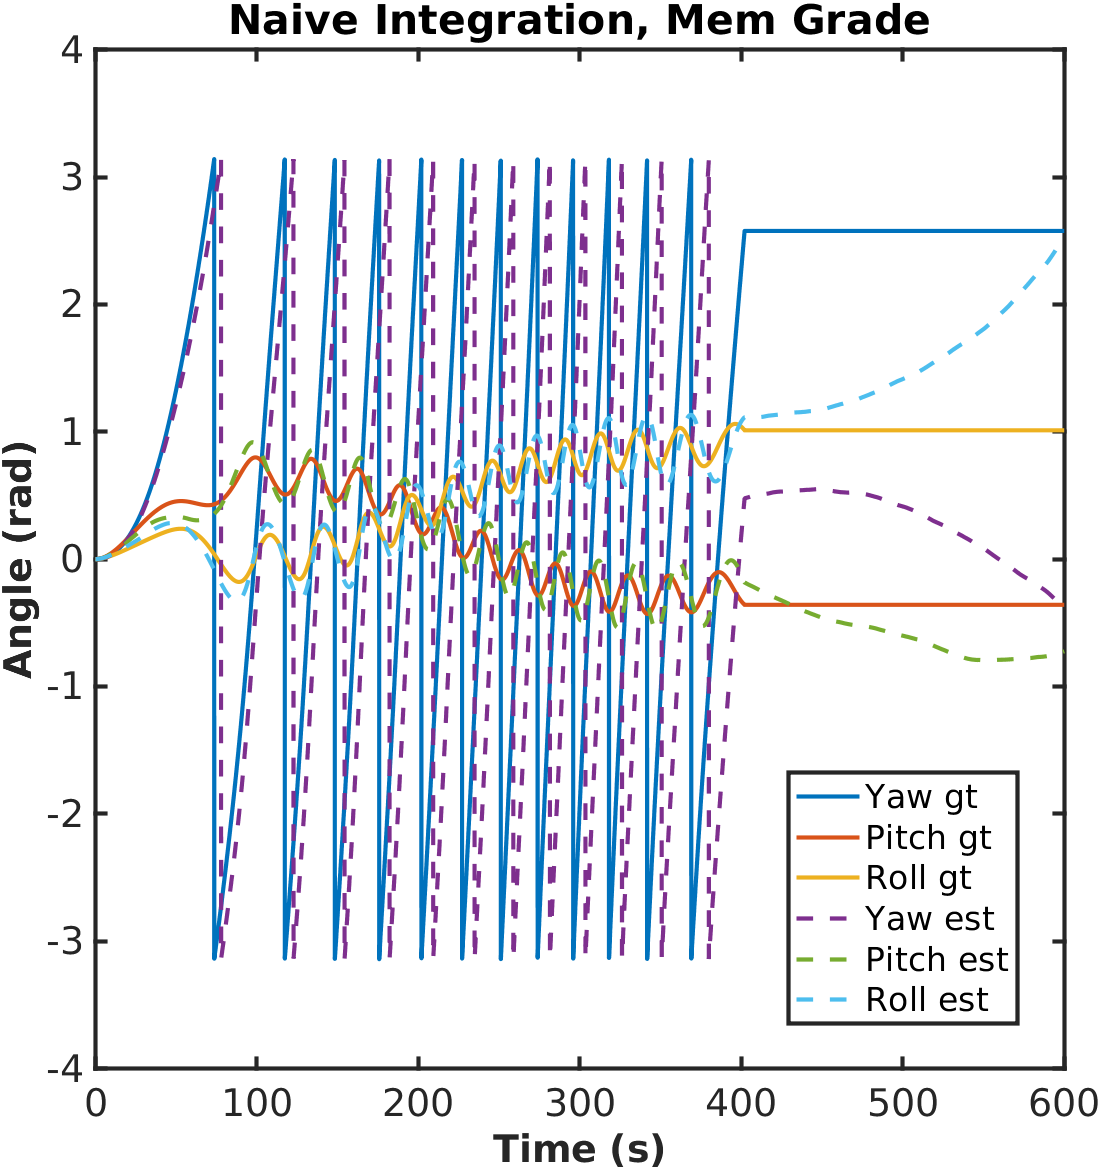 Naive Integration, Mem Grade
4
3
2
1
0
-1
-2
-3
-4
Angle (rad)
Yaw gt
Pitch gt
Roll gt
Yaw est
Pitch est
Roll est
0 100 200 300 400 500 600
Time (s)